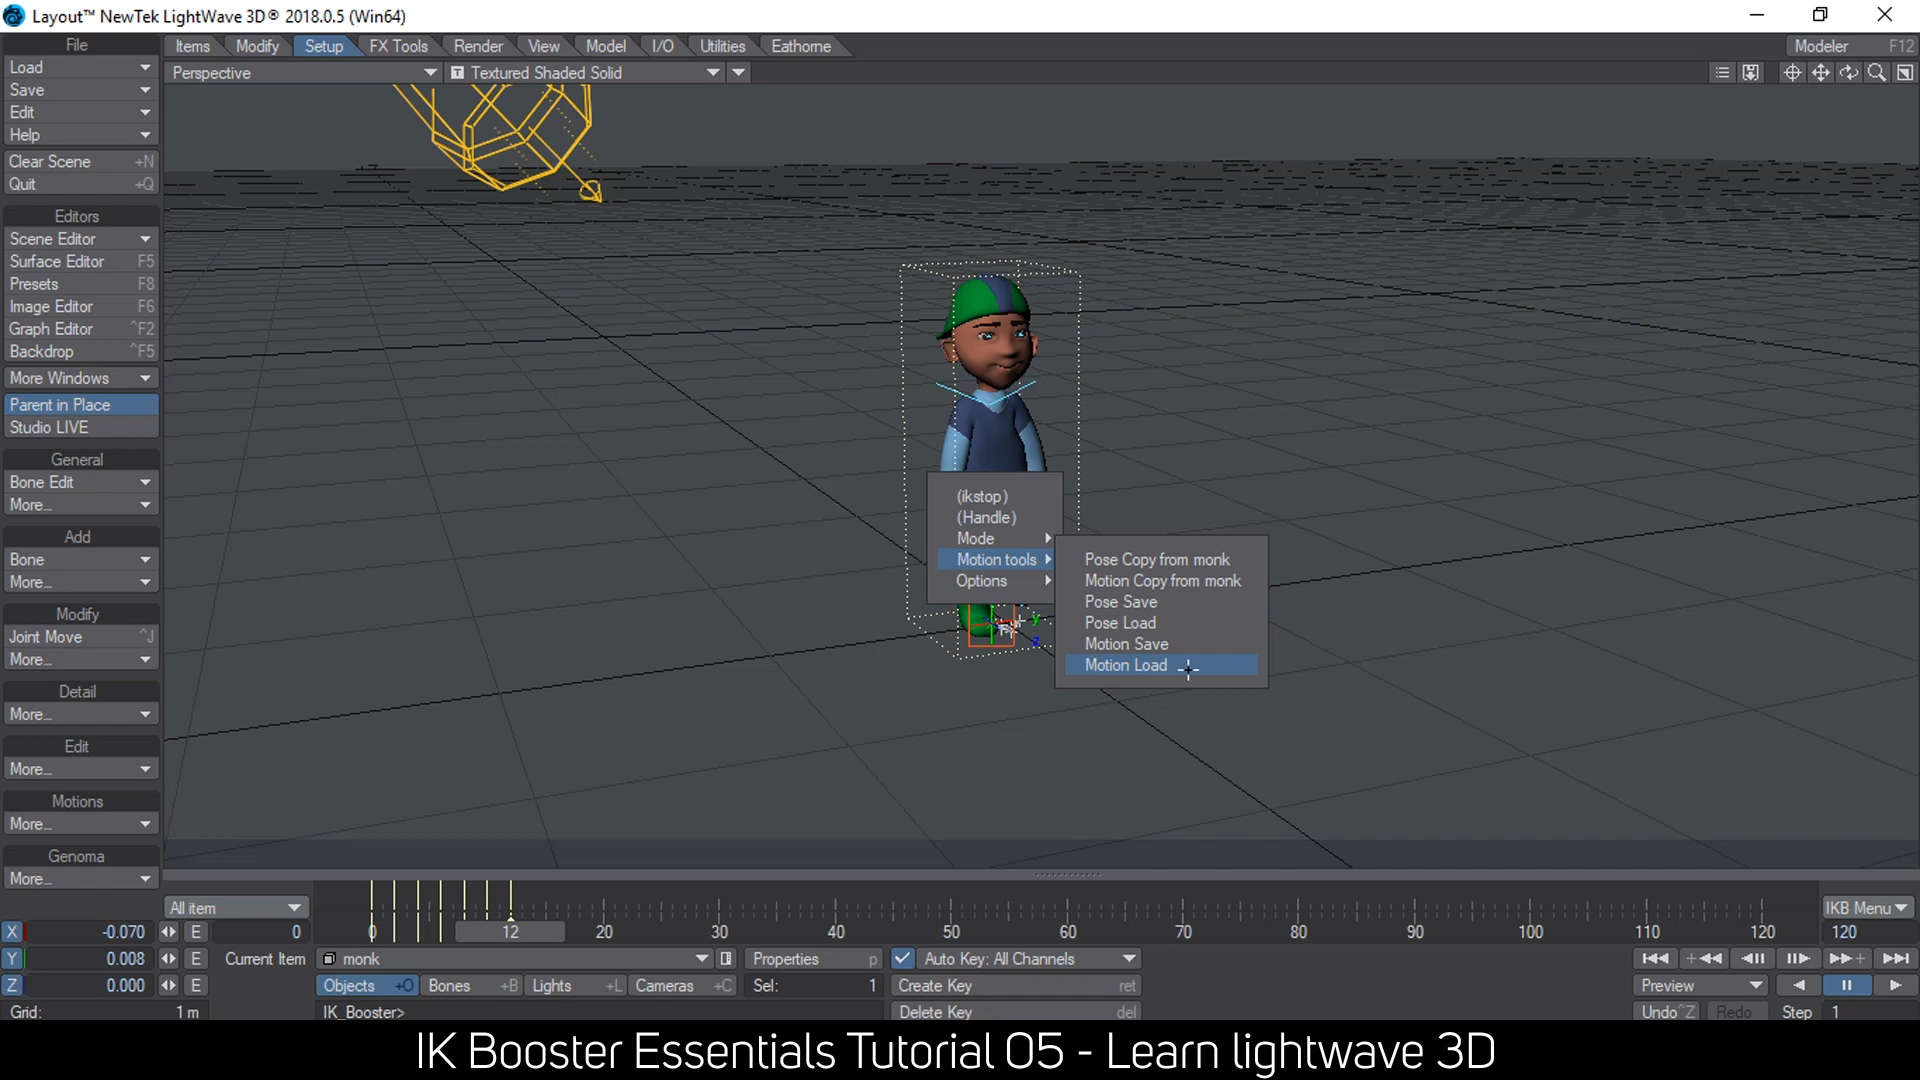 Layout™ NewTek LightWave 3D® 2018.0.5 (Win64)
File
Items Modify Setup FX Tools Render View Model I/O Utilities Eathorne Modeler F12
Load
Perspective T Textured Shaded Solid
Save
Edit
Help
Clear Scene +N
Quit +Q
Editors
Scene Editor
Surface Editor F5
Presets F8
Image Editor F6
Graph Editor ^F2
Backdrop ^F5
More Windows
Parent in Place
Studio LIVE
General
Bone Edit
More...
Add
Bone
More...
Modify
Joint Move ^J
More...
Detail
More...
Edit
More...
Motions
More...
Genoma
More...
(ikstop)
(Handle)
Mode
Motion tools
Options
Pose Copy from monk
Motion Copy from monk
Pose Save
Pose Load
Motion Save
Motion Load
y
z
All item IKB Menu
X -0.070 E 0 0 12 20 30 40 50 60 70 80 90 100 110 120 120
Y 0.008 E Current Item monk Properties p Auto Key: All Channels
Z 0.000 E Objects +O Bones +B Lights +L Cameras +C Sel: 1 Create Key ret Preview
Grid: 1 m IK_Booster> Delete Key del Undo ^Z Redo Step 1
IK Booster Essentials Tutorial 05 - Learn lightwave 3D